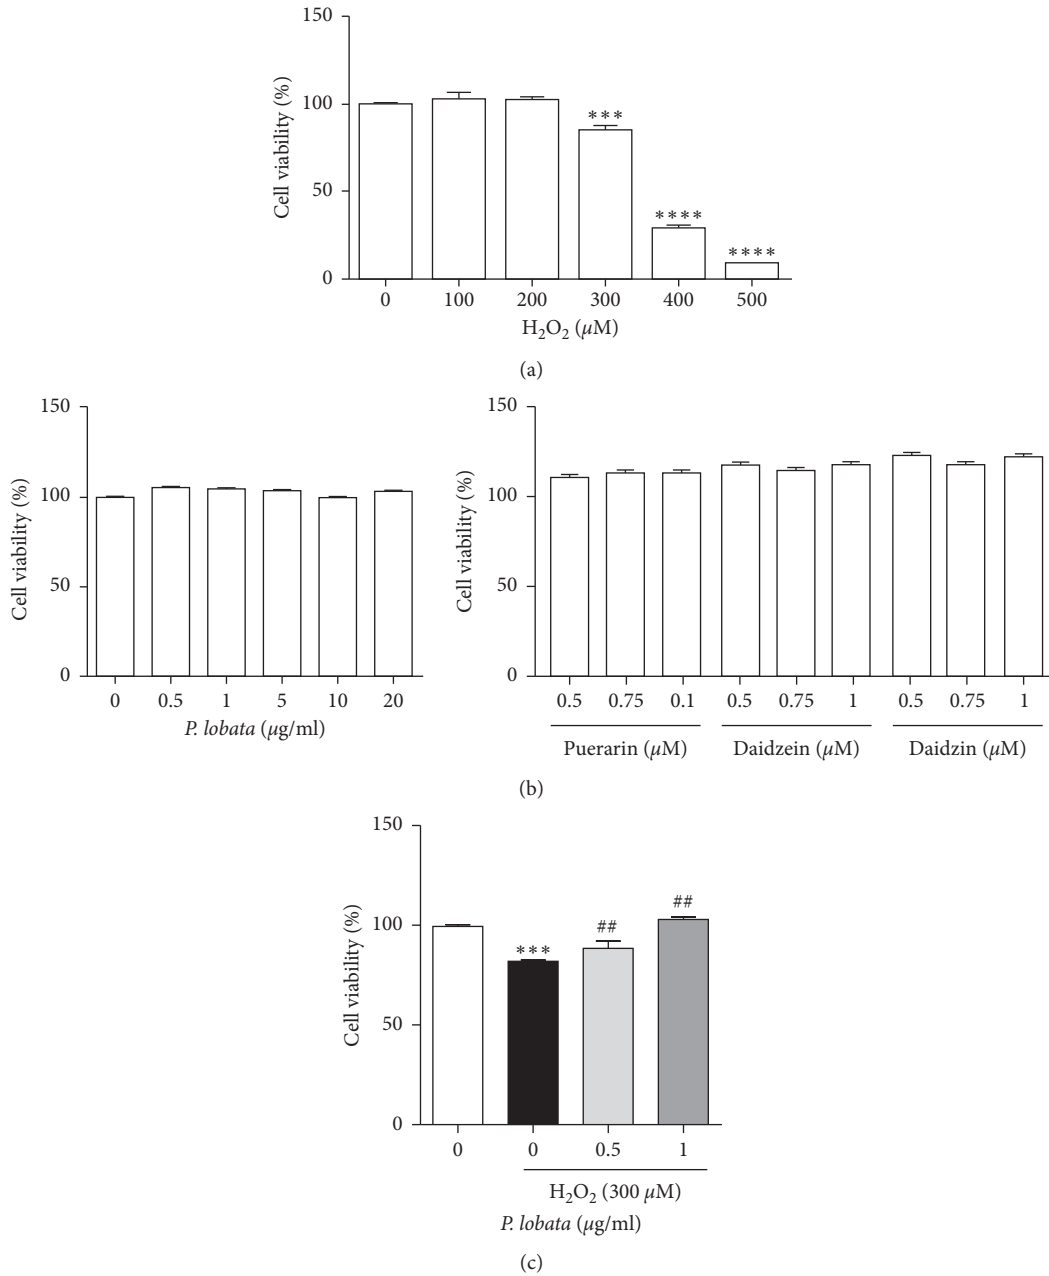 150
100
50
0
Cell viability (%)
***
****
****
0 100 200 300 400 500
H₂O₂ (μM)
(a)
150
100
50
0
Cell viability (%)
0 0.5 1 5 10 20
P. lobata (μg/ml)
150
100
50
0
Cell viability (%)
0.5 0.75 0.1 0.5 0.75 1 0.5 0.75 1
Puerarin (μM) Daidzein (μM) Daidzin (μM)
(b)
150
100
50
0
Cell viability (%)
***
##
##
0 0 0.5 1
H₂O₂ (300 μM)
P. lobata (μg/ml)
(c)